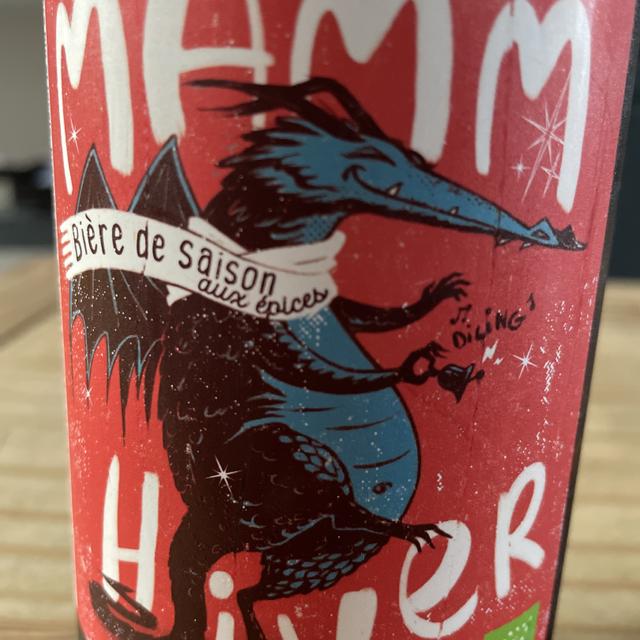 MAMM
Bière de saison
aux épices
DiLiNG
HiveR